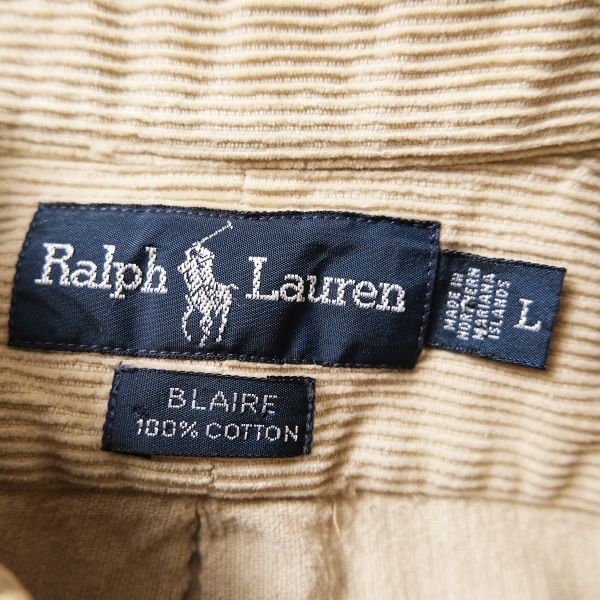 Ralph Lauren
MADE IN
NORTHERN
MARIANA
ISLANDS
L
BLAIRE
100% COTTON